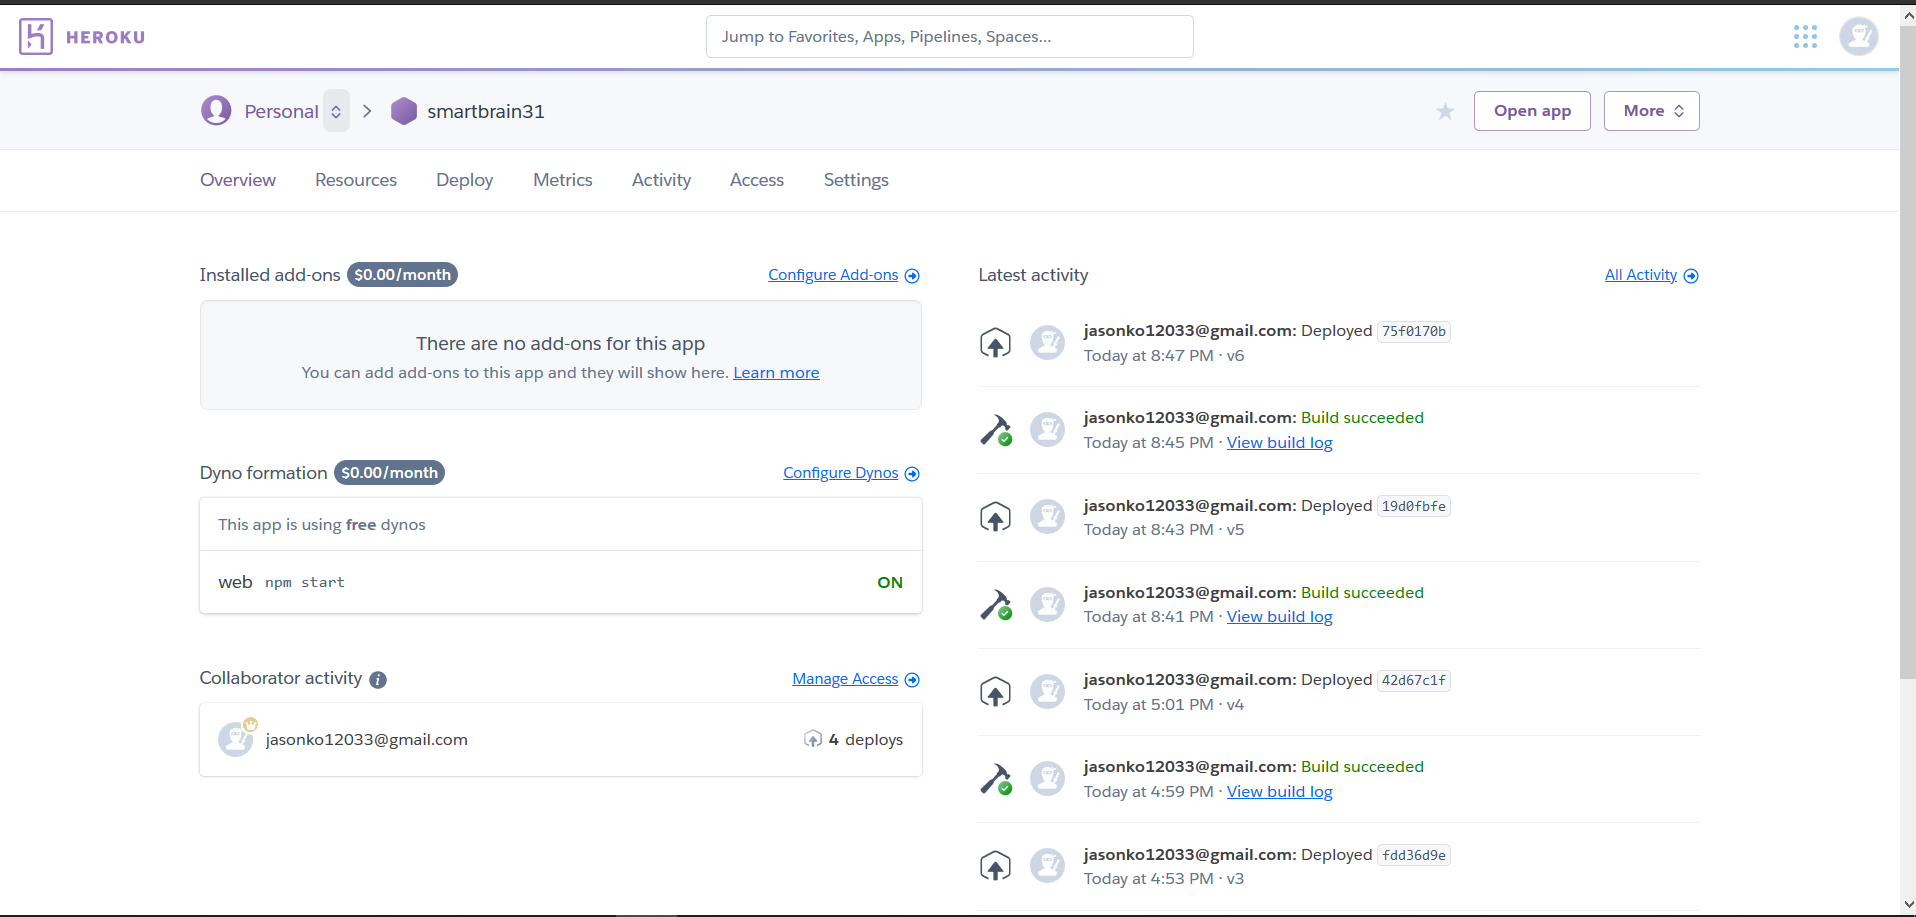 HEROKU
Jump to Favorites, Apps, Pipelines, Spaces...
Personal
smartbrain31
Open app
More
Overview
Resources
Deploy
Metrics
Activity
Access
Settings
Installed add-ons $0.00/month
Configure Add-ons
There are no add-ons for this app
You can add add-ons to this app and they will show here. Learn more
Dyno formation $0.00/month
Configure Dynos
This app is using free dynos
web npm start
ON
Collaborator activity
Manage Access
jasonko12033@gmail.com
4 deploys
Latest activity
All Activity
jasonko12033@gmail.com: Deployed 75f0170b
Today at 8:47 PM · v6
jasonko12033@gmail.com: Build succeeded
Today at 8:45 PM · View build log
jasonko12033@gmail.com: Deployed 19d0fbfe
Today at 8:43 PM · v5
jasonko12033@gmail.com: Build succeeded
Today at 8:41 PM · View build log
jasonko12033@gmail.com: Deployed 42d67c1f
Today at 5:01 PM · v4
jasonko12033@gmail.com: Build succeeded
Today at 4:59 PM · View build log
jasonko12033@gmail.com: Deployed fdd36d9e
Today at 4:53 PM · v3